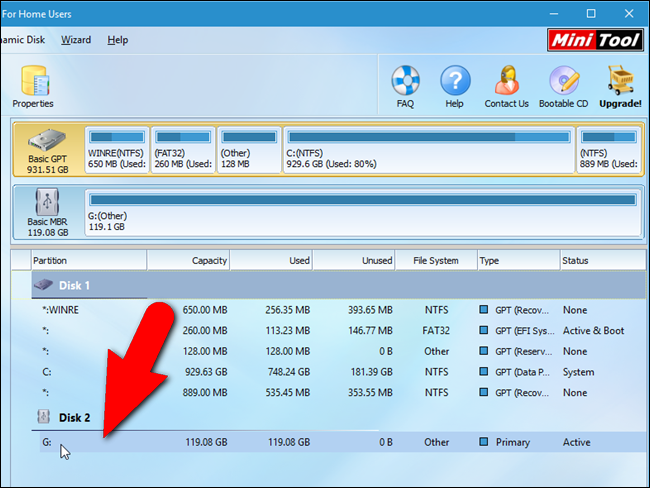 For Home Users
namic Disk Wizard Help
Mini Tool
Properties FAQ Help Contact Us Bootable CD Upgrade!
Basic GPT
931.51 GB
WINRE(NTFS)
650 MB (Used:
(FAT32)
260 MB (Used:
(Other)
128 MB
C:(NTFS)
929.6 GB (Used: 80%)
(NTFS)
889 MB (Used:
Basic MBR
119.08 GB
G:(Other)
119.1 GB
Partition Capacity Used Unused File System Type Status
Disk 1
*:WINRE 650.00 MB 256.35 MB 393.65 MB NTFS GPT (Recov... None
*: 260.00 MB 113.23 MB 146.77 MB FAT32 GPT (EFI Sys... Active & Boot
*: 128.00 MB 128.00 MB 0 B Other GPT (Reserv... None
C: 929.63 GB 748.24 GB 181.39 GB NTFS GPT (Data P... System
*: 889.00 MB 535.45 MB 353.55 MB NTFS GPT (Recov... None
Disk 2
G: 119.08 GB 119.08 GB 0 B Other Primary Active